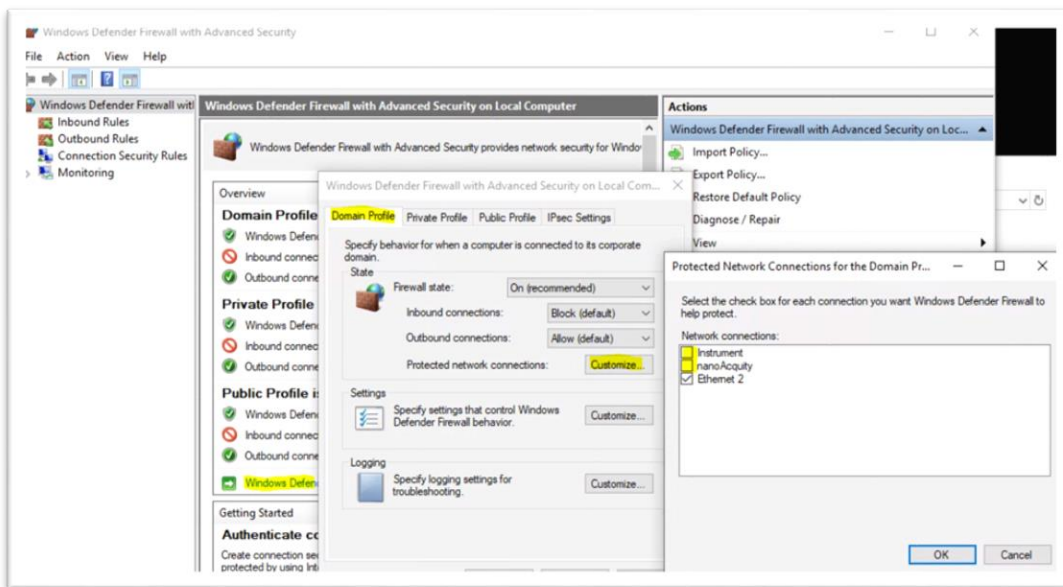 Windows Defender Firewall with Advanced Security
File Action View Help
Windows Defender Firewall wit
Inbound Rules
Outbound Rules
Connection Security Rules
Monitoring
Windows Defender Firewall with Advanced Security on Local Computer
Windows Defender Firewall with Advanced Security provides network security for Window
Overview
Domain Profile
Windows Defen
Inbound connec
Outbound conne
Private Profile
Windows Defen
Inbound connec
Outbound conne
Public Profile is
Windows Defen
Inbound connec
Outbound conne
Windows Defen
Getting Started
Authenticate co
Create connection sec
protected by using Int
Windows Defender Firewall with Advanced Security on Local Com...
Domain Profile Private Profile Public Profile IPsec Settings
Specify behavior for when a computer is connected to its corporate
domain.
State
Firewall state: On (recommended)
Inbound connections: Block (default)
Outbound connections: Allow (default)
Protected network connections: Customize...
Settings
Specify settings that control Windows
Defender Firewall behavior.
Customize...
Logging
Specify logging settings for
troubleshooting.
Customize...
Actions
Windows Defender Firewall with Advanced Security on Loc...
Import Policy...
Export Policy...
Restore Default Policy
Diagnose / Repair
View
Protected Network Connections for the Domain Pr...
Select the check box for each connection you want Windows Defender Firewall to
help protect.
Network connections:
Instrument
nanoAcquity
Ethernet 2
OK Cancel